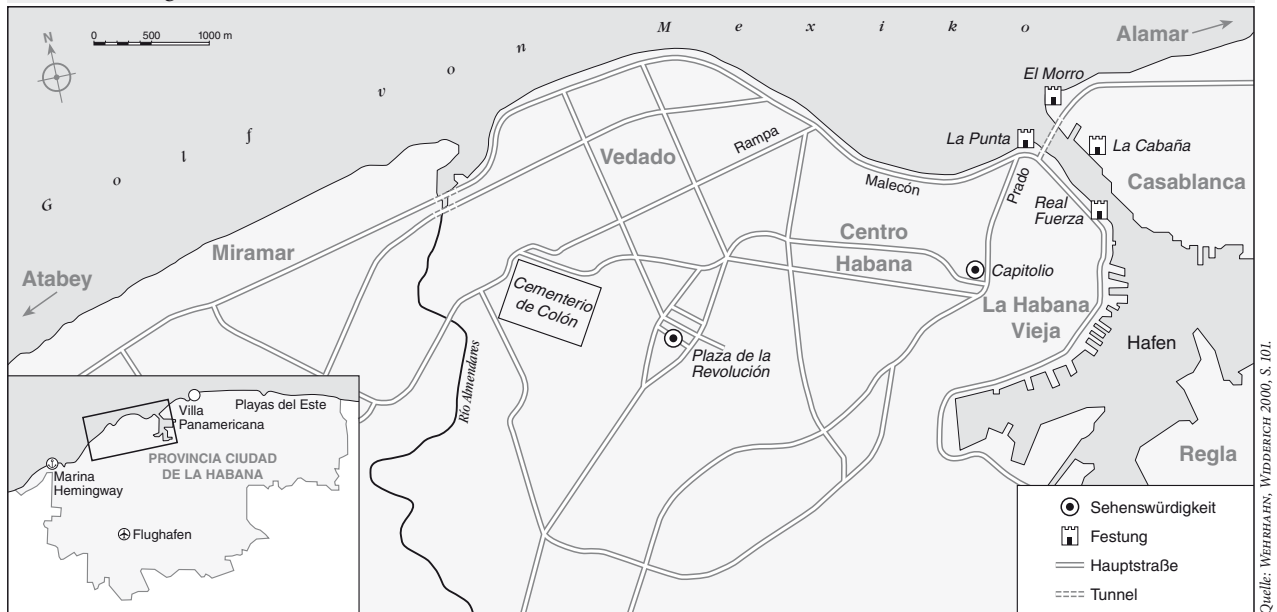 N
0 500 1000 m
Golf von Mexiko
Alamar
El Morro
La Punta
La Cabaña
Casablanca
Rampa
Vedado
Malecón
Prado
Real
Fuerza
Miramar
Atabey
Centro
Habana
Capitolio
Cementerio
de Colón
La Habana
Vieja
Hafen
Plaza de la
Revolución
Río Almendares
Regla
Villa
Panamericana
Playas del Este
PROVINCIA CIUDAD
DE LA HABANA
Marina
Hemingway
Flughafen
Sehenswürdigkeit
Festung
Hauptstraße
Tunnel
Quelle: WEHRHAHN, WIDDERICH 2000, S. 101.